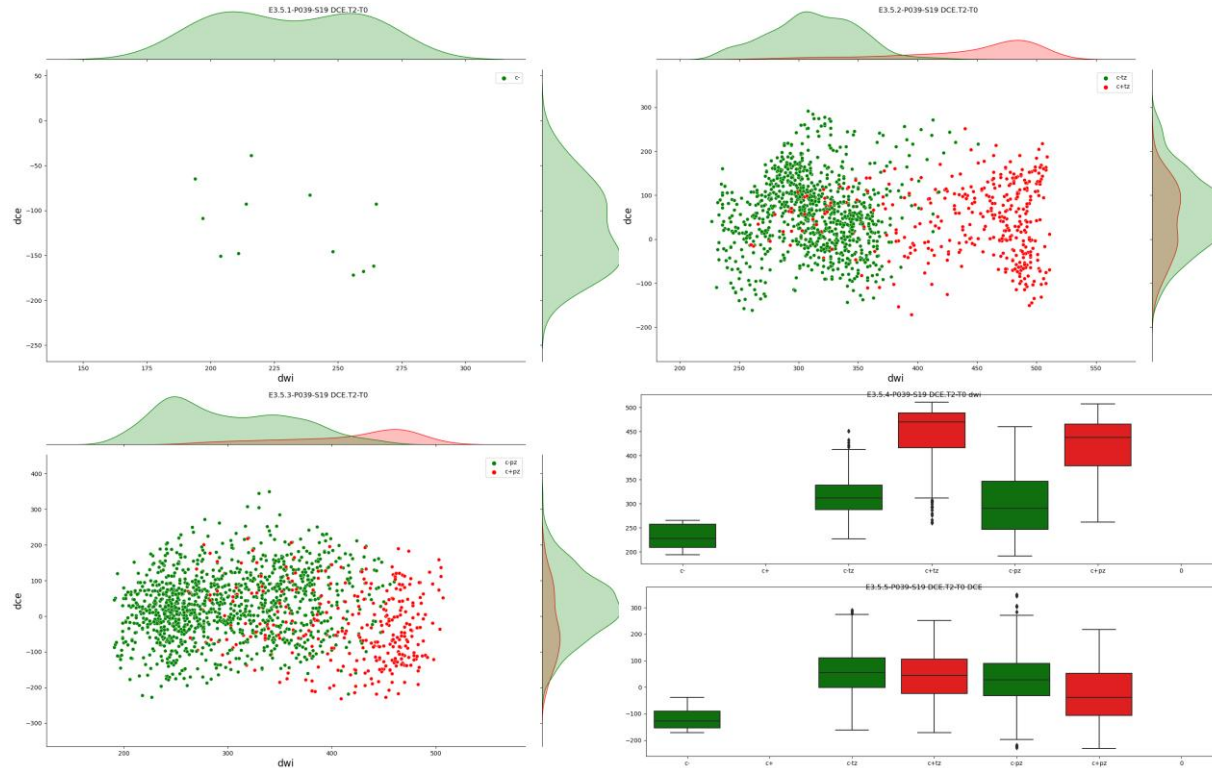 E3.5.1-P039-S19 DCE.T2-T0
c-
50
0
−50
−100
−150
−200
−250
dce
150 175 200 225 250 275 300
dwi
E3.5.2-P039-S19 DCE.T2-T0
c-tz
c+tz
300
200
100
0
−100
−200
dce
200 250 300 350 400 450 500 550
dwi
E3.5.3-P039-S19 DCE.T2-T0
c-pz
c+pz
400
300
200
100
0
−100
−200
−300
dce
200 300 400 500
dwi
E3.5.4-P039-S19 DCE.T2-T0 dwi
500
450
400
350
300
250
200
c- c+ c-tz c+tz c-pz c+pz 0
E3.5.5-P039-S19 DCE.T2-T0 DCE
300
200
100
0
−100
−200
c- c+ c-tz c+tz c-pz c+pz 0